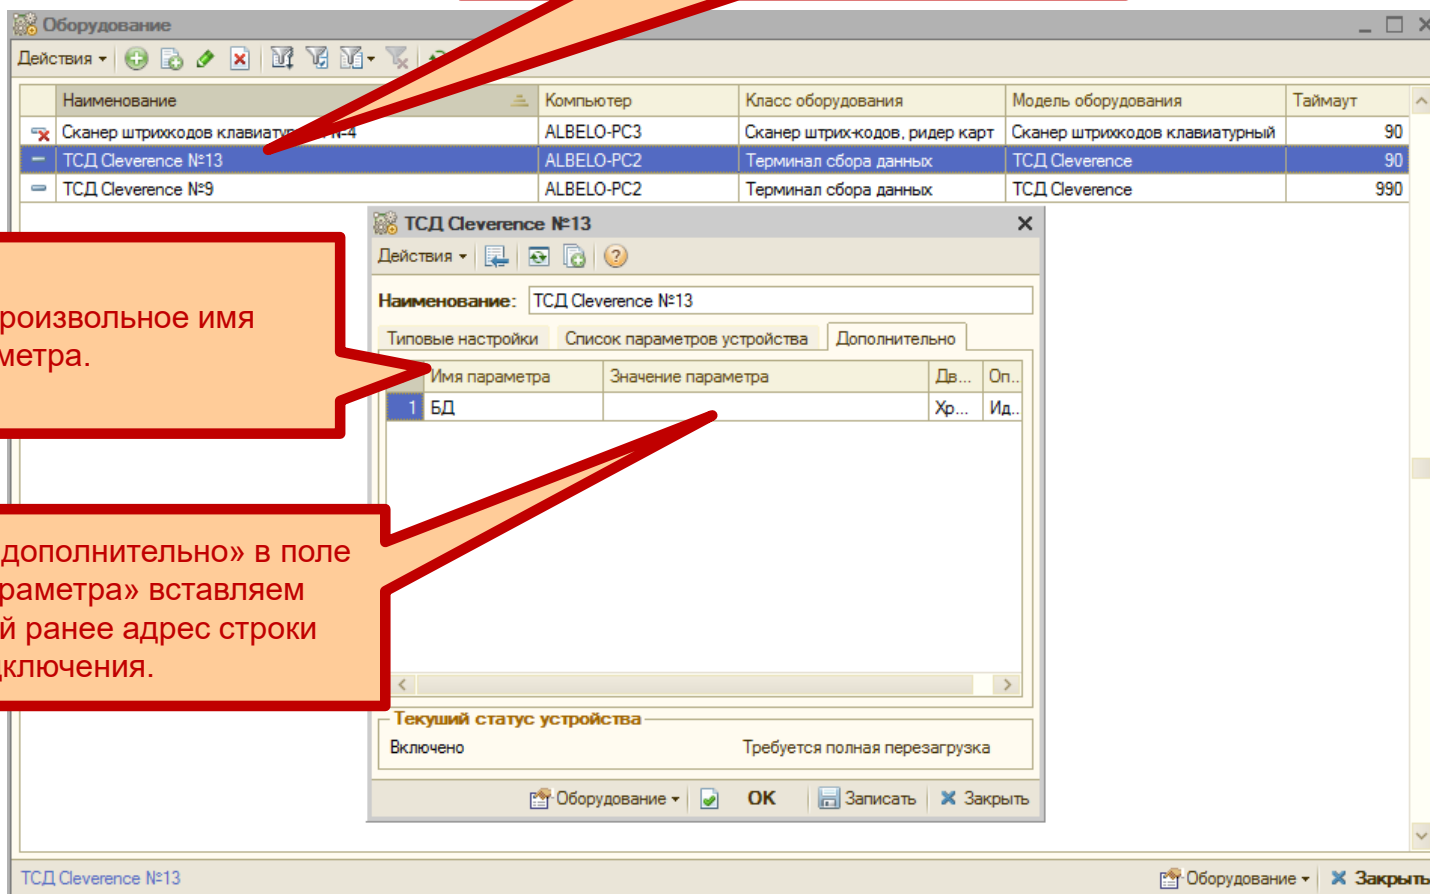 Оборудование
Действия
Наименование Компьютер Класс оборудования Модель оборудования Таймаут
Сканер штрихкодов клавиату №4 ALBELO-PC3 Сканер штрих-кодов, ридер карт Сканер штрихкодов клавиатурный 90
ТСД Cleverence №13 ALBELO-PC2 Терминал сбора данных ТСД Cleverence 90
ТСД Cleverence №9 ALBELO-PC2 Терминал сбора данных ТСД Cleverence 990
ТСД Cleverence №13
Действия
Наименование: ТСД Cleverence №13
Типовые настройки Список параметров устройства Дополнительно
Имя параметра Значение параметра Дв... Оп..
1 БД Хр... Ид..
роизвольное имя
метра.
дополнительно» в поле
раметра» вставляем
й ранее адрес строки
ключения.
Текуший статус устройства
Включено Требуется полная перезагрузка
Оборудование ОК Записать Закрыть
ТСД Cleverence №13 Оборудование Закрыть